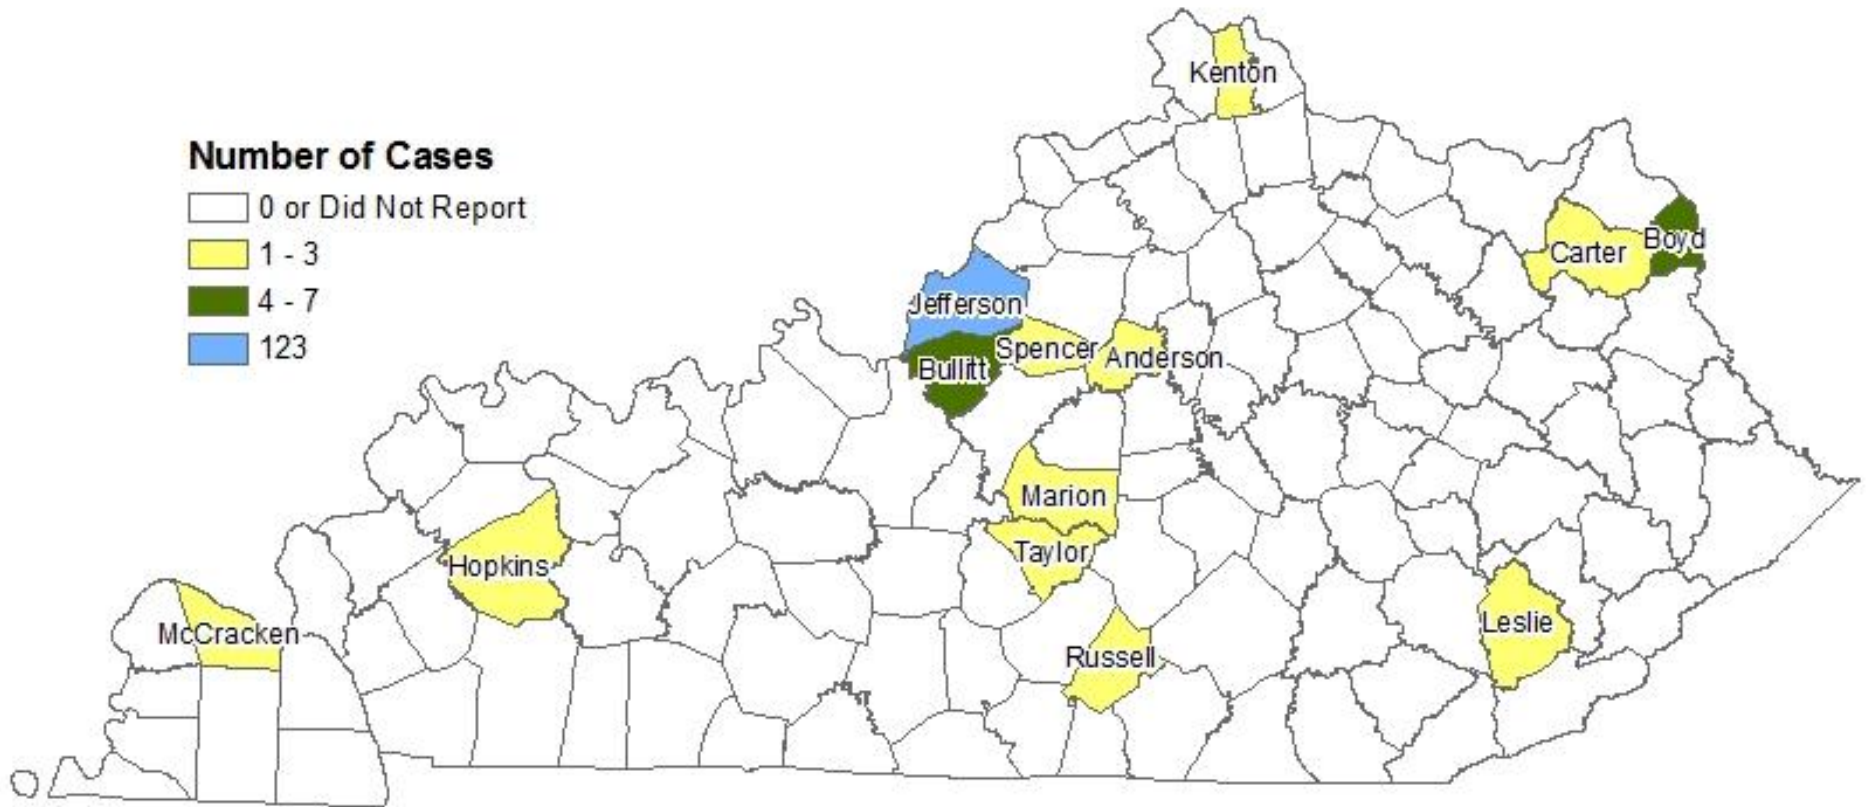 Kenton
Number of Cases
0 or Did Not Report
1 - 3
4 - 7
123
Carter
Boyd
Jefferson
Spencer
Anderson
Bullitt
Marion
Taylor
Hopkins
McCracken
Leslie
Russell